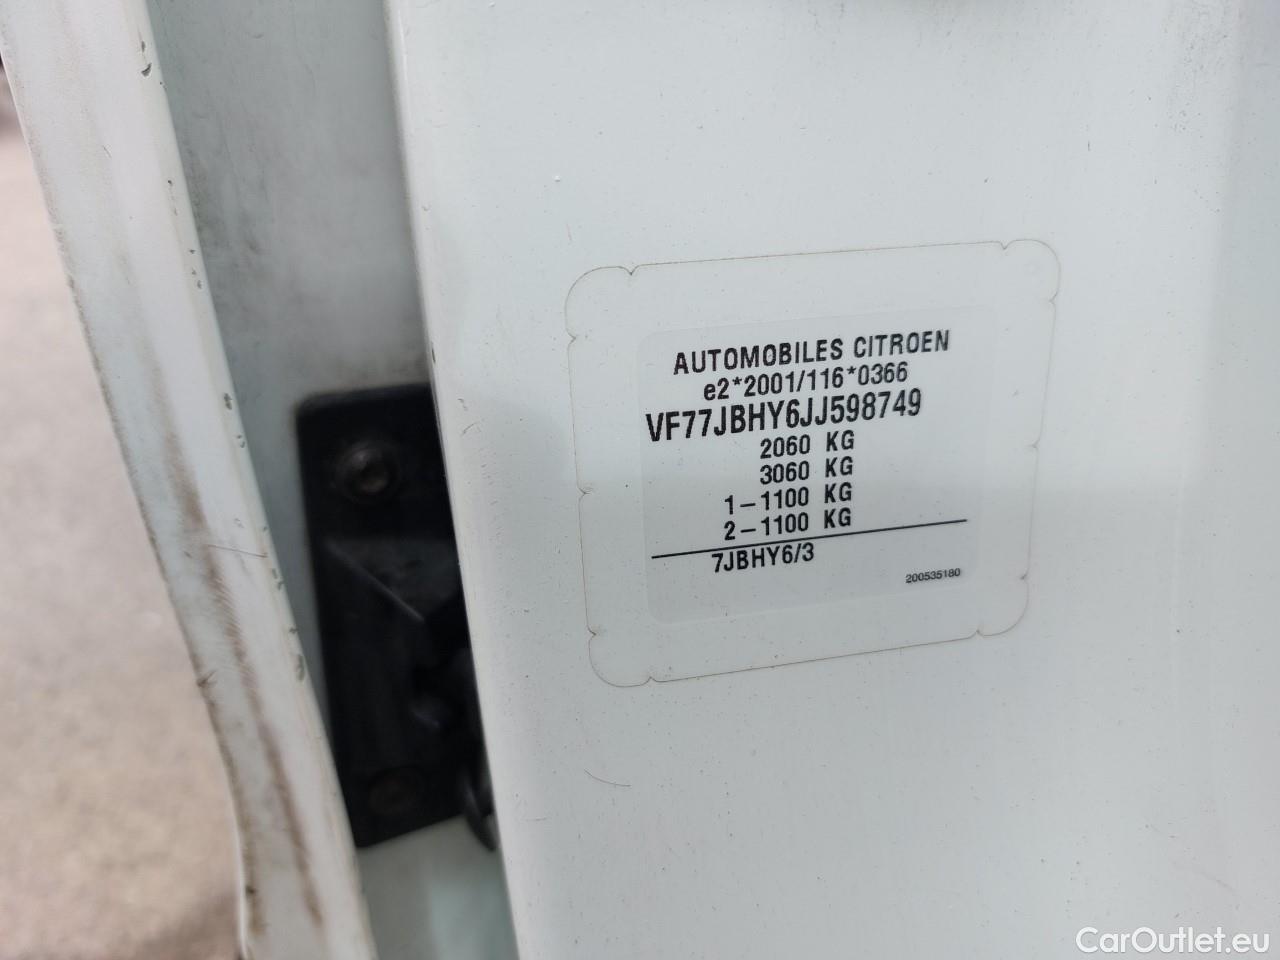 AUTOMOBILES CITROEN
e2*2001/116*0366
VF77JBHY6JJ598749
2060 KG
3060 KG
1-1100 KG
2-1100 KG
7JBHY6/3
200535180
CarOutlet.eu